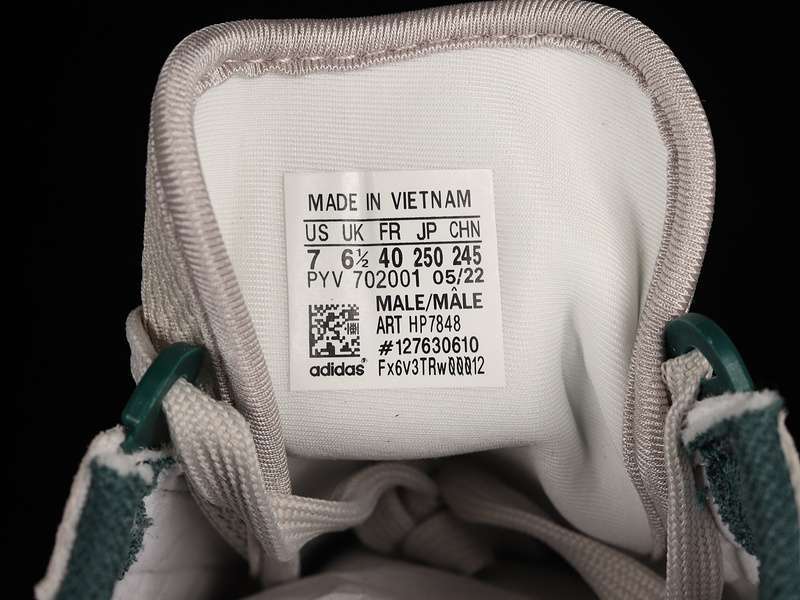 MADE IN VIETNAM
US UK FR JP CHN
7 6½ 40 250 245
PYV 702001 05/22
MALE/MÂLE
ART HP7848
#127630610
adidas® Fx6V3TRw00012